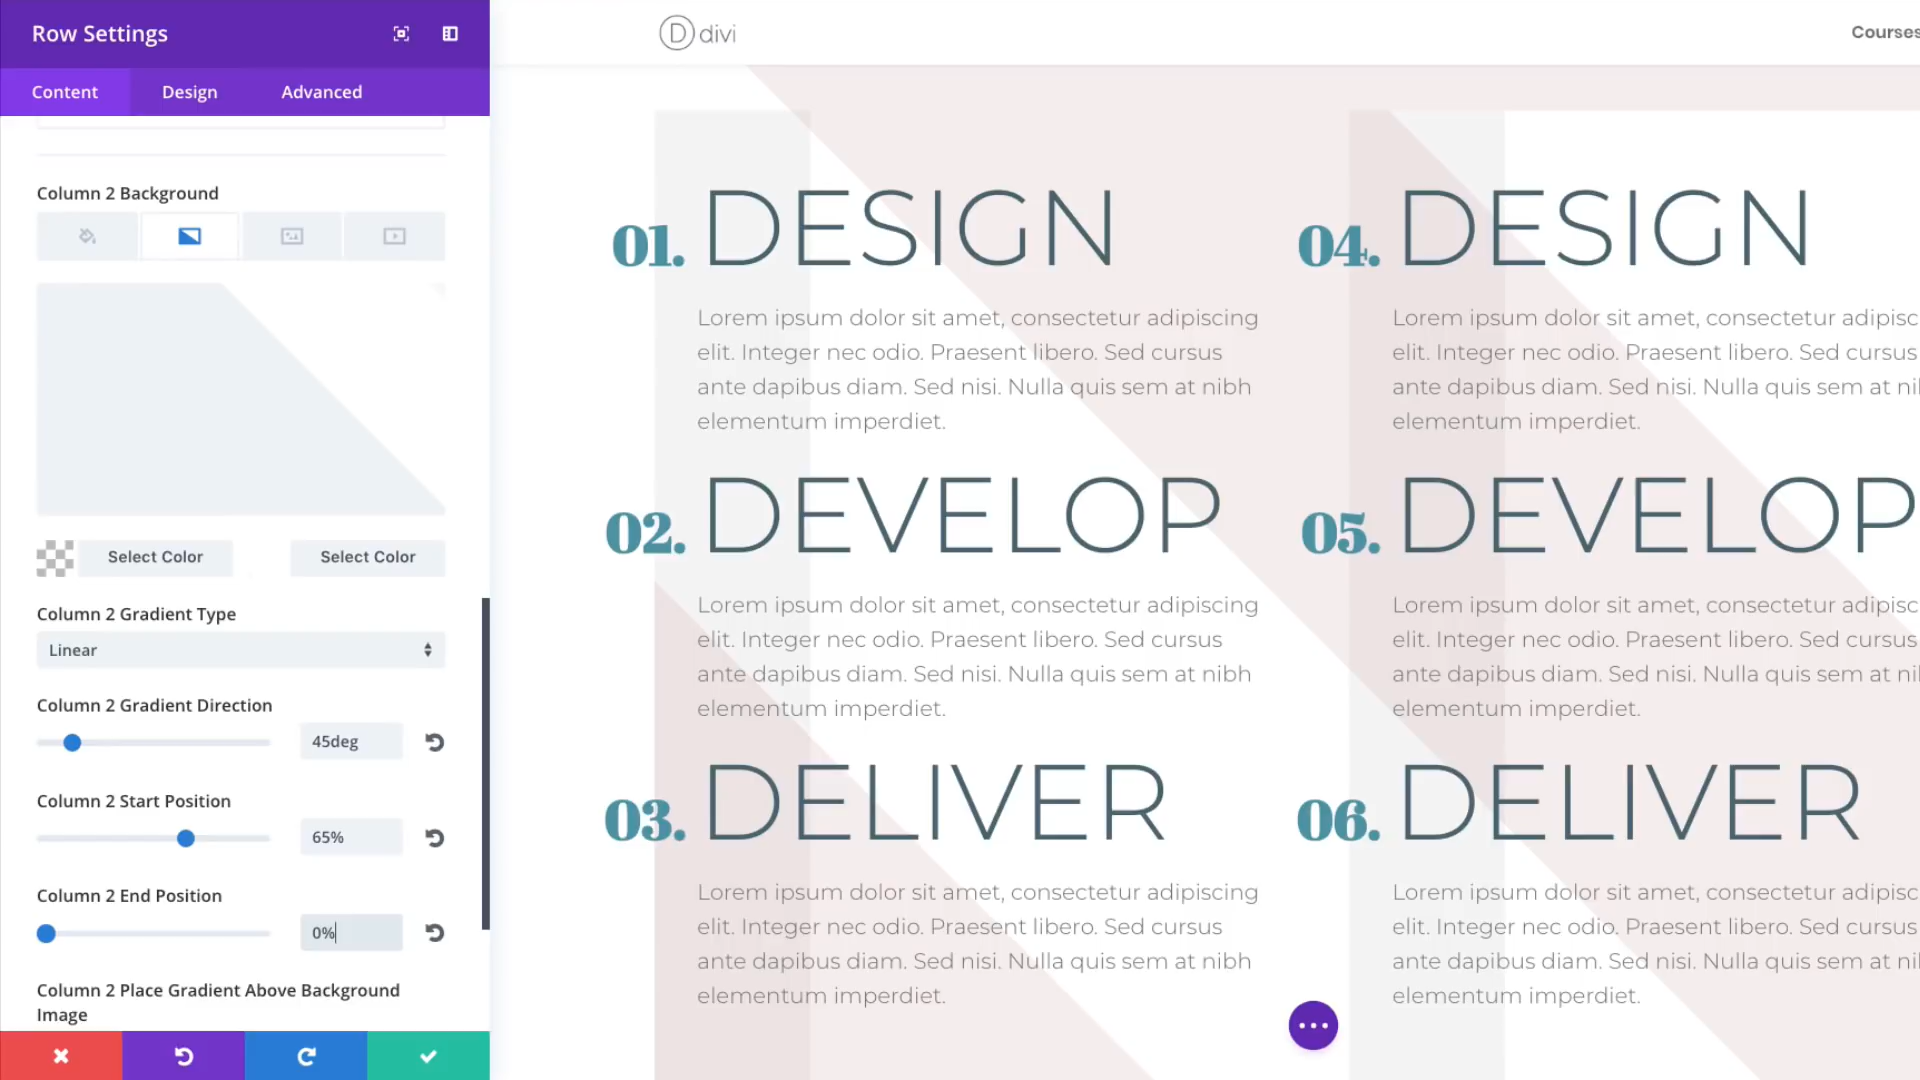 Row Settings
Content
Design
Advanced
Column 2 Background
Select Color
Select Color
Column 2 Gradient Type
Linear
Column 2 Gradient Direction
45deg
Column 2 Start Position
65%
Column 2 End Position
0%
Column 2 Place Gradient Above Background
Image
D divi
Courses
01. DESIGN
Lorem ipsum dolor sit amet, consectetur adipiscing
elit. Integer nec odio. Praesent libero. Sed cursus
ante dapibus diam. Sed nisi. Nulla quis sem at nibh
elementum imperdiet.
02. DEVELOP
Lorem ipsum dolor sit amet, consectetur adipiscing
elit. Integer nec odio. Praesent libero. Sed cursus
ante dapibus diam. Sed nisi. Nulla quis sem at nibh
elementum imperdiet.
03. DELIVER
Lorem ipsum dolor sit amet, consectetur adipiscing
elit. Integer nec odio. Praesent libero. Sed cursus
ante dapibus diam. Sed nisi. Nulla quis sem at nibh
elementum imperdiet.
04. DESIGN
Lorem ipsum dolor sit amet, consectetur adipisc
elit. Integer nec odio. Praesent libero. Sed cursus
ante dapibus diam. Sed nisi. Nulla quis sem at ni
elementum imperdiet.
05. DEVELOP
Lorem ipsum dolor sit amet, consectetur adipisc
elit. Integer nec odio. Praesent libero. Sed cursus
ante dapibus diam. Sed nisi. Nulla quis sem at ni
elementum imperdiet.
06. DELIVER
Lorem ipsum dolor sit amet, consectetur adipisc
elit. Integer nec odio. Praesent libero. Sed cursus
ante dapibus diam. Sed nisi. Nulla quis sem at ni
elementum imperdiet.